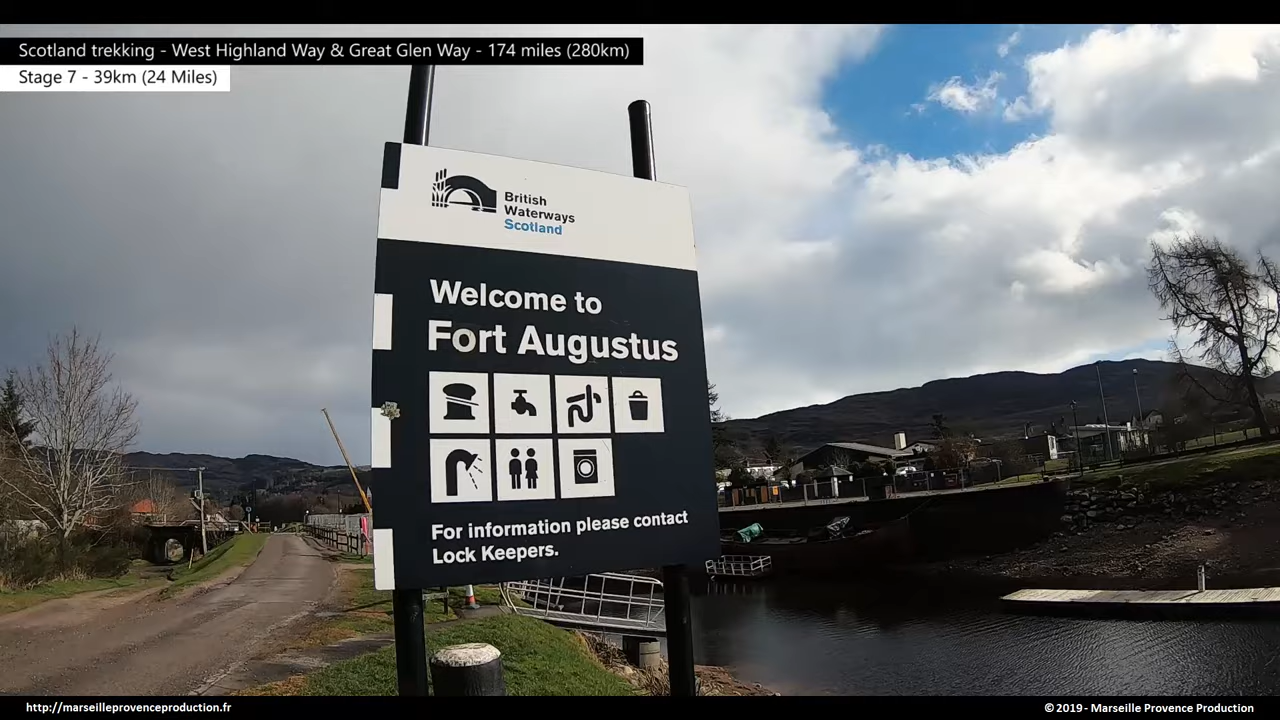 Scotland trekking - West Highland Way & Great Glen Way - 174 miles (280km)
Stage 7 - 39km (24 Miles)
British
Waterways
Scotland
Welcome to
Fort Augustus
For information please contact
Lock Keepers.
http://marseilleprovenceproduction.fr
© 2019 - Marseille Provence Production